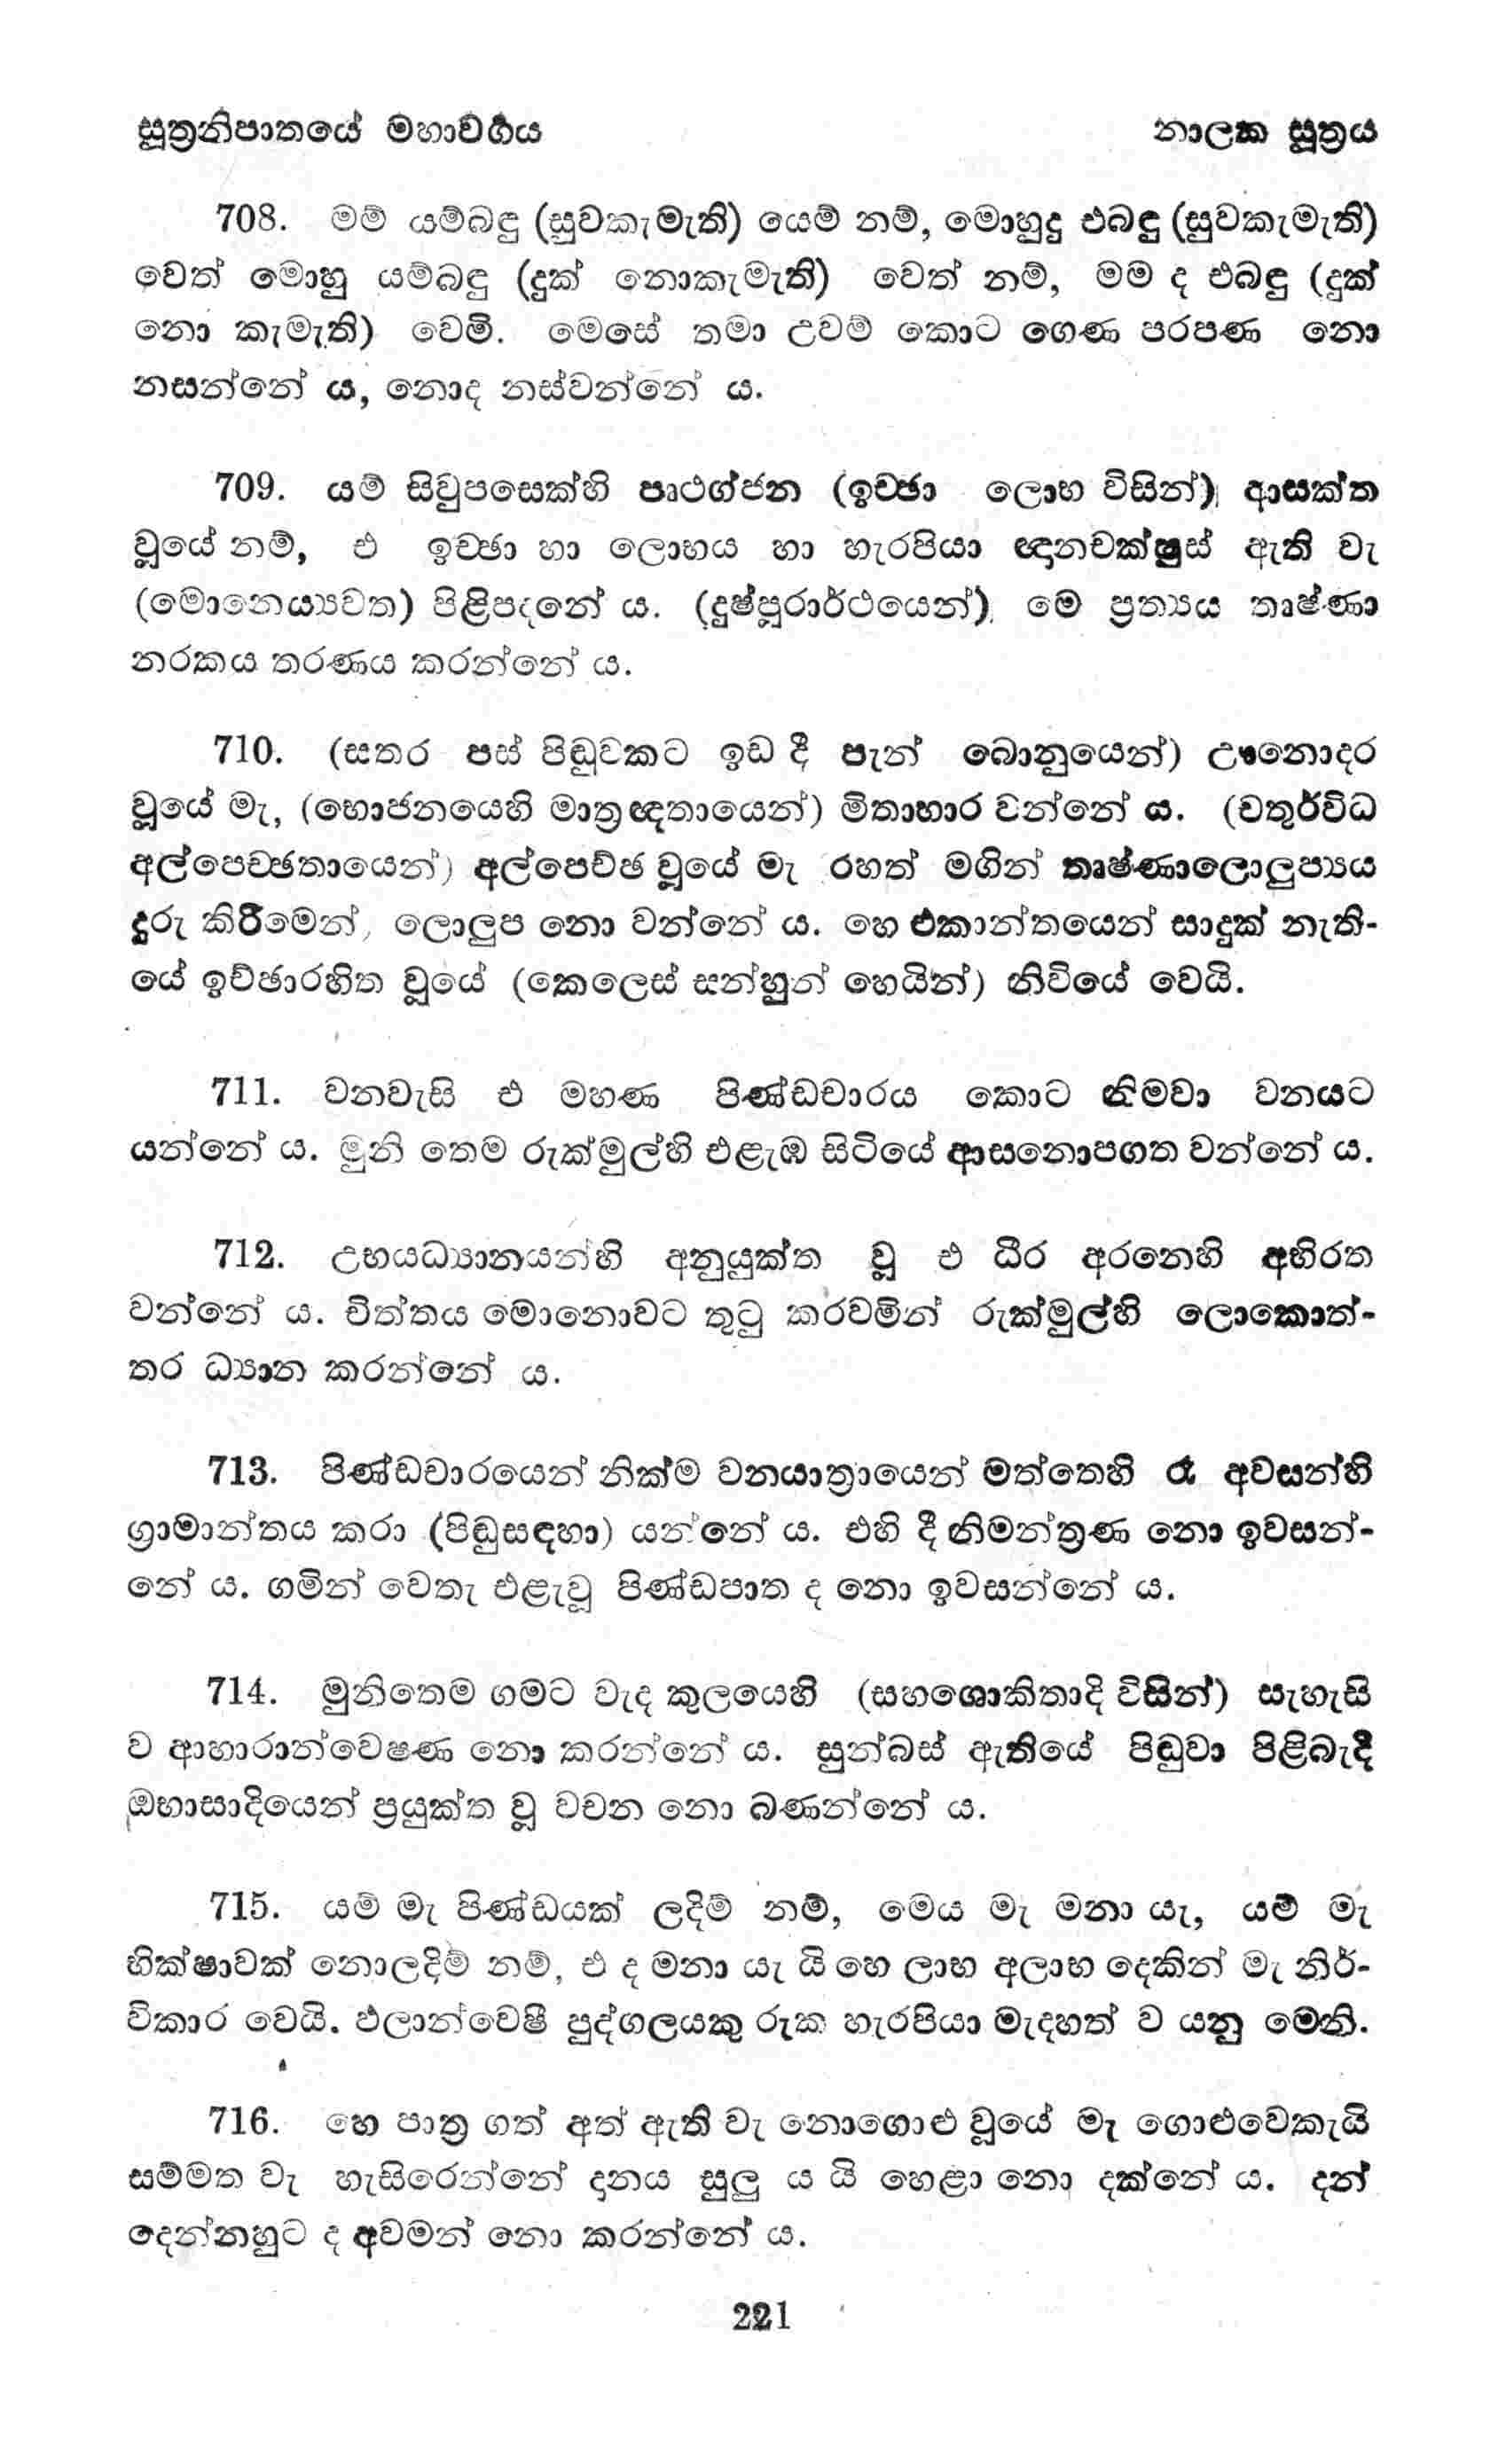 සූත්‍රනිපාතයේ මහාවර්‍ගය නාලක සූත්‍රය
708. මම් යම්බඳු (සුවකැමැති) යෙම් නම්, මොහුදු එබඳු (සුවකැමැති)
වෙත් මොහු යම්බඳු (දුක් නොකැමැති) වෙත් නම්, මම ද එබඳු (දුක්
නො කැමැති) වෙමි. මෙසේ තමා උවම් කොට ගෙණ පරපණ නො
නසන්නේ ය, නොද නස්වන්නේ ය.
709. යම් සිවුපසෙක්හි පෘථග්ජන (ඉච්ඡා ලොභ විසින්) ආසක්ත
වූයේ නම්, එ ඉච්ඡා හා ලොභය හා හැරපියා ඥානචක්ෂුස් ඇති වැ
(මොනෙය්‍යවත) පිළිපදනේ ය. (දුෂ්පූරාර්ථයෙන්) මෙ ප්‍රත්‍යය තෘෂ්ණා
නරකය තරණය කරන්නේ ය.
710. (සතර පස් පිඬුවකට ඉඩ දී පැන් බොනුයෙන්) ඌනොදර
වූයේ මැ, (භොජනයෙහි මාත්‍රඥතායෙන්) මිතාහාර වන්නේ ය. (චතුර්විධ
අල්පෙච්ඡතායෙන්) අල්පෙච්ඡ වූයේ මැ රහත් මගින් තෘෂ්ණාලොලුප්‍යය
දුරු කිරීමෙන්, ලොලුප නො වන්නේ ය. හෙ එකාන්තයෙන් සාදුක් නැති-
යේ ඉච්ඡාරහිත වූයේ (කෙලෙස් සන්හුන් හෙයින්) නිවියේ වෙයි.
711. වනවැසි එ මහණ පිණ්ඩචාරය කොට නිමවා වනයට
යන්නේ ය. මුනි තෙම රුක්මුල්හි එළැඹ සිටියේ ආසනොපගත වන්නේ ය.
712. උභයධ්‍යානයන්හි අනුයුක්ත වූ එ ධීර අරනෙහි අභිරත
වන්නේ ය. චිත්තය මොනොවට තුටු කරවමින් රුක්මුල්හි ලොකොත්-
තර ධ්‍යාන කරන්නේ ය.
713. පිණ්ඩචාරයෙන් නික්ම වනයාත්‍රායෙන් මත්තෙහි රෑ අවසන්හි
ග්‍රාමාන්තය කරා (පිඬුසඳහා) යන්නේ ය. එහි දී නිමන්ත්‍රණ නො ඉවසන්-
නේ ය. ගමින් වෙතැ එළැවූ පිණ්ඩපාත ද නො ඉවසන්නේ ය.
714. මුනිතෙම ගමට වැද කුලයෙහි (සහශොකිතාදි විසින්) සැහැසි
ව ආහාරාන්වෙෂණ නො කරන්නේ ය. සුන්බස් ඇතියේ පිඬුවා පිළිබැදී
ඔභාසාදියෙන් ප්‍රයුක්ත වූ වචන නො බණන්නේ ය.
715. යම් මැ පිණ්ඩයක් ලදිම් නම්, මෙය මැ මනා යැ, යම් මැ
භික්ෂාවක් නොලදිම් නම්, එ ද මනා යැ යි හෙ ලාභ අලාභ දෙකින් මැ නිර්-
විකාර වෙයි. ඵලාන්වෙෂී පුද්ගලයකු රුක හැරපියා මැදහත් ව යනු මෙනි.
716. හෙ පාත්‍ර ගත් අත් ඇති වැ නොගොළු වූයේ මැ ගොළුවෙකැයි
සම්මත වැ හැසිරෙන්නේ දානය සුලු ය යි හෙළා නො දක්නේ ය. දන්
දෙන්නහුට ද අවමන් නො කරන්නේ ය.
221